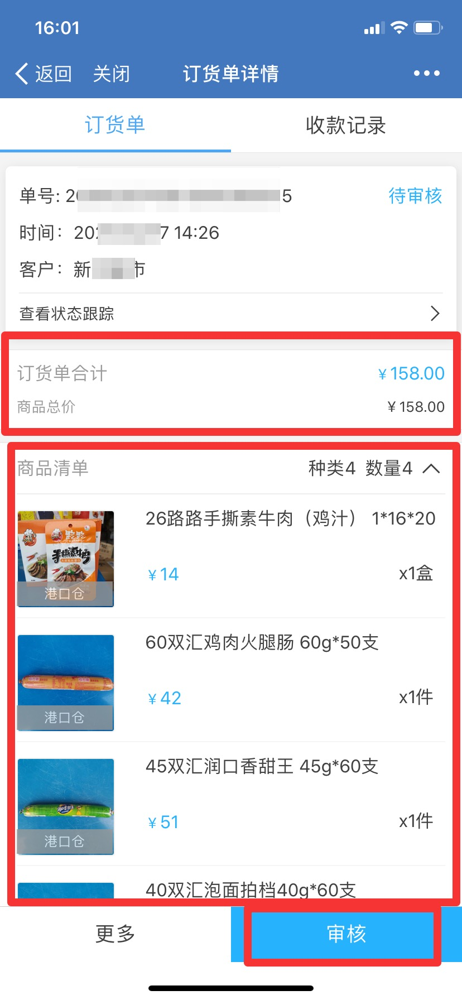 16:01
返回 关闭 订货单详情
订货单 收款记录
单号: 2 5 待审核
时间： 20 7 14:26
客户： 新 市
查看状态跟踪
订货单合计 ¥158.00
商品总价 ¥158.00
商品清单 种类4 数量4
26路路手撕素牛肉（鸡汁） 1*16*20
路路
手撕素牛肉
港口仓
¥14 x1盒
60双汇鸡肉火腿肠 60g*50支
港口仓
¥42 x1件
45双汇润口香甜王 45g*60支
港口仓
¥51 x1件
40双汇泡面拍档40g*60支
更多 审核